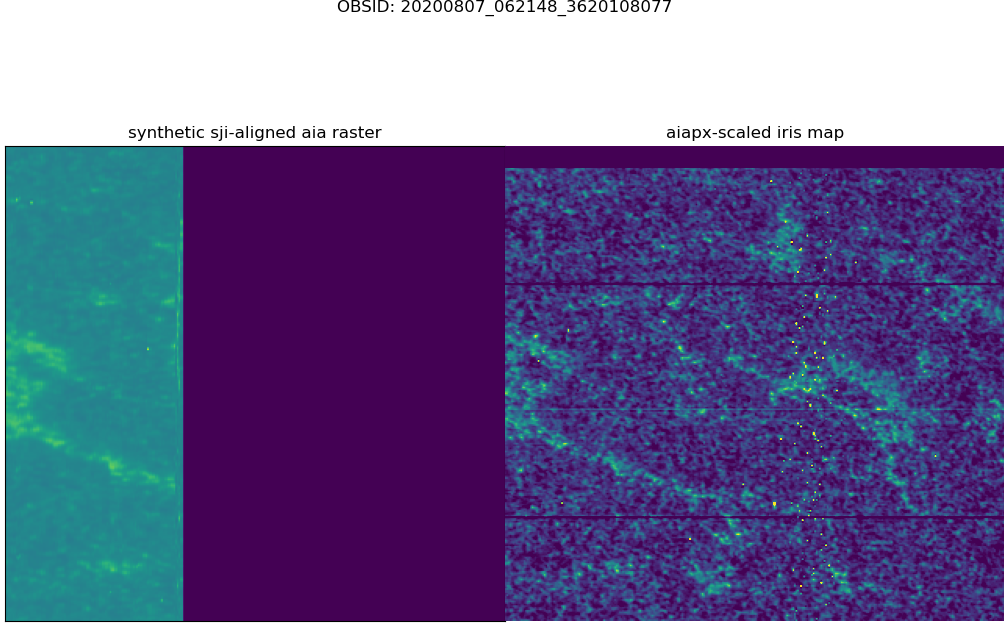 OBSID: 20200807_062148_3620108077
synthetic sji-aligned aia raster
aiapx-scaled iris map